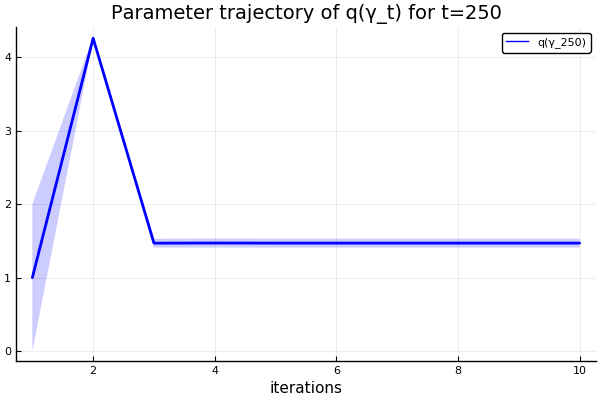 Parameter trajectory of q(γ_t) for t=250
q(γ_250)
4
3
2
1
0
2 4 6 8 10
iterations